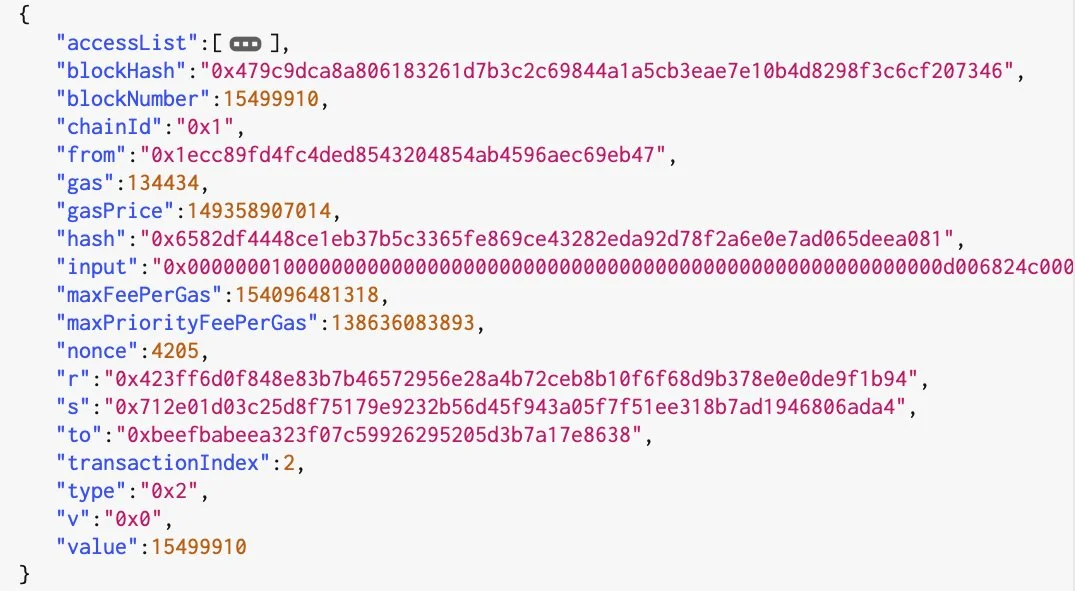 {
"accessList":[ ],
"blockHash":"0x479c9dca8a806183261d7b3c2c69844a1a5cb3eae7e10b4d8298f3c6cf207346",
"blockNumber":15499910,
"chainId":"0x1",
"from":"0x1ecc89fd4fc4ded8543204854ab4596aec69eb47",
"gas":134434,
"gasPrice":149358907014,
"hash":"0x6582df4448ce1eb37b5c3365fe869ce43282eda92d78f2a6e0e7ad065deea081",
"input":
"maxFeePerGas":154096481318,
"maxPriorityFeePerGas":138636083893,
"nonce":4205,
"r":"0x423ff6d0f848e83b7b46572956e28a4b72ceb8b10f6f68d9b378e0e0de9f1b94",
"s":"0x712e01d03c25d8f75179e9232b56d45f943a05f7f51ee318b7ad1946806ada4",
"to":"0xbeefbabeea323f07c59926295205d3b7a17e8638",
"transactionIndex":2,
"type":"0x2",
"v":"0x0",
"value":15499910
}